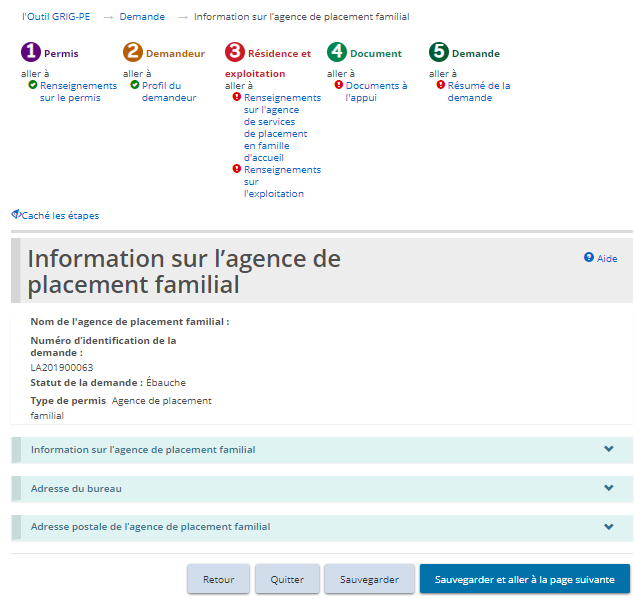 l'Outil GRIG-PE → Demande → Information sur l'agence de placement familial
1 Permis
aller à
Renseignements
sur le permis
2 Demandeur
aller à
Profil du
demandeur
3 Résidence et
exploitation
aller à
Renseignements
sur l'agence
de services
de placement
en famille
d'accueil
Renseignements
sur
l'exploitation
4 Document
aller à
Documents à
l'appui
5 Demande
aller à
Résumé de la
demande
Caché les étapes
Information sur l’agence de
placement familial
Aide
Nom de l'agence de placement familial :
Numéro d'identification de la
demande :
LA201900063
Statut de la demande : Ébauche
Type de permis Agence de placement
familial
Information sur l'agence de placement familial
Adresse du bureau
Adresse postale de l'agence de placement familial
Retour
Quitter
Sauvegarder
Sauvegarder et aller à la page suivante